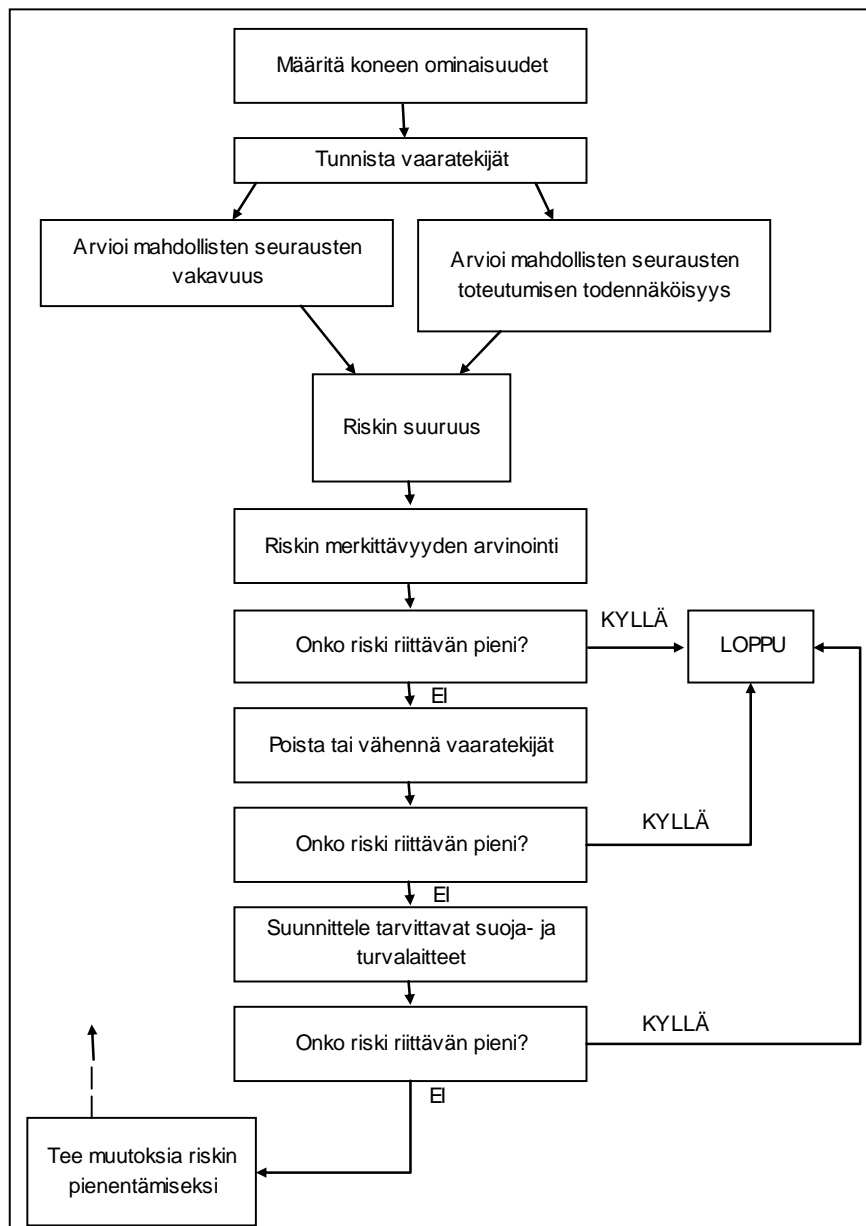 Määritä koneen ominaisuudet
Tunnista vaaratekijät
Arvioi mahdollisten seurausten
vakavuus
Arvioi mahdollisten seurausten
toteutumisen todennäköisyys
Riskin suuruus
Riskin merkittävyyden arvinointi
Onko riski riittävän pieni?
KYLLÄ
LOPPU
EI
Poista tai vähennä vaaratekijät
Onko riski riittävän pieni?
KYLLÄ
EI
Suunnittele tarvittavat suoja- ja
turvalaitteet
Onko riski riittävän pieni?
KYLLÄ
EI
Tee muutoksia riskin
pienentämiseksi